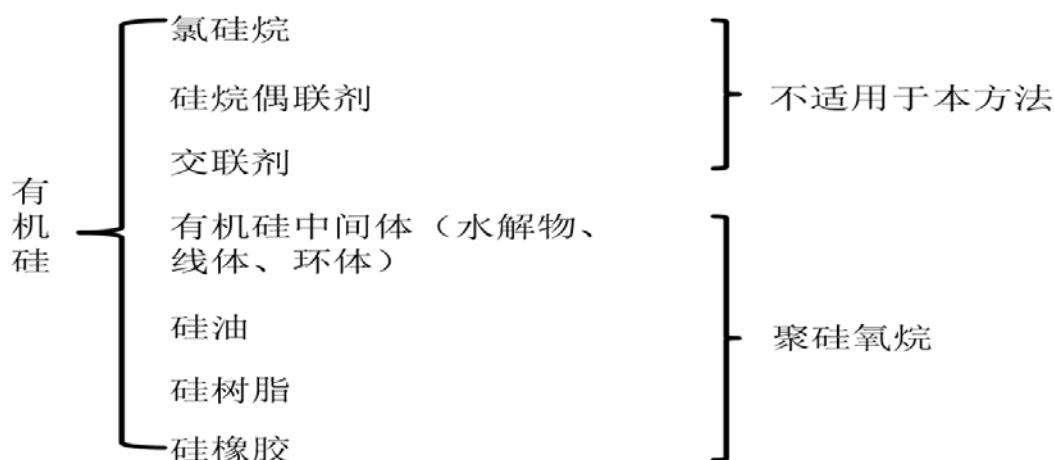 氯硅烷
硅烷偶联剂
不适用于本方法
交联剂
有机硅
有机硅中间体（水解物、
线体、环体）
硅油
聚硅氧烷
硅树脂
硅橡胶